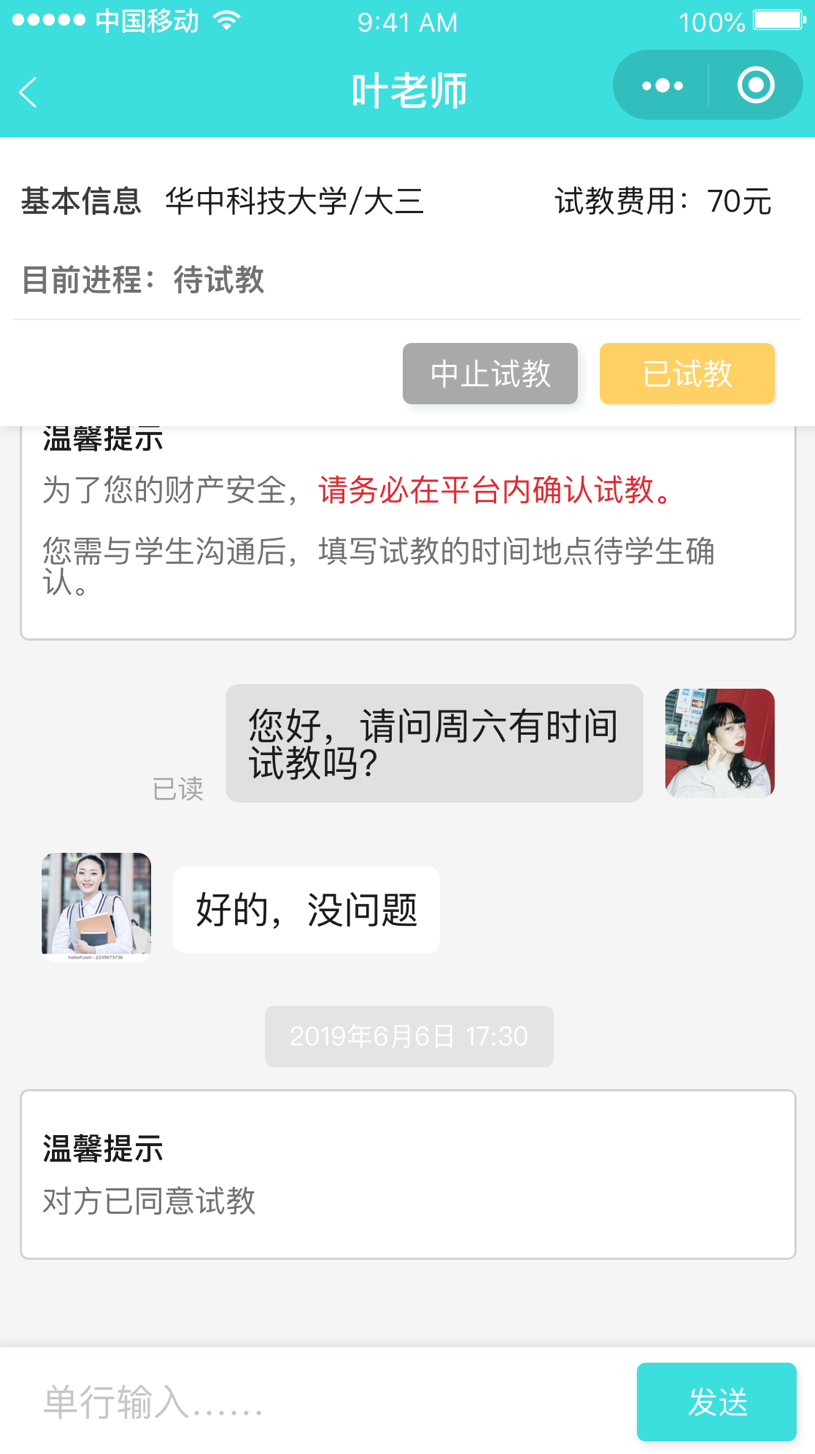 中国移动
9:41 AM
100%
叶老师
基本信息 华中科技大学/大三 试教费用：70元
目前进程：待试教
中止试教
已试教
温馨提示
为了您的财产安全，请务必在平台内确认试教。
您需与学生沟通后，填写试教的时间地点待学生确
认。
您好，请问周六有时间
试教吗?
已读
好的，没问题
2019年6月6日 17:30
温馨提示
对方已同意试教
单行输入......
发送